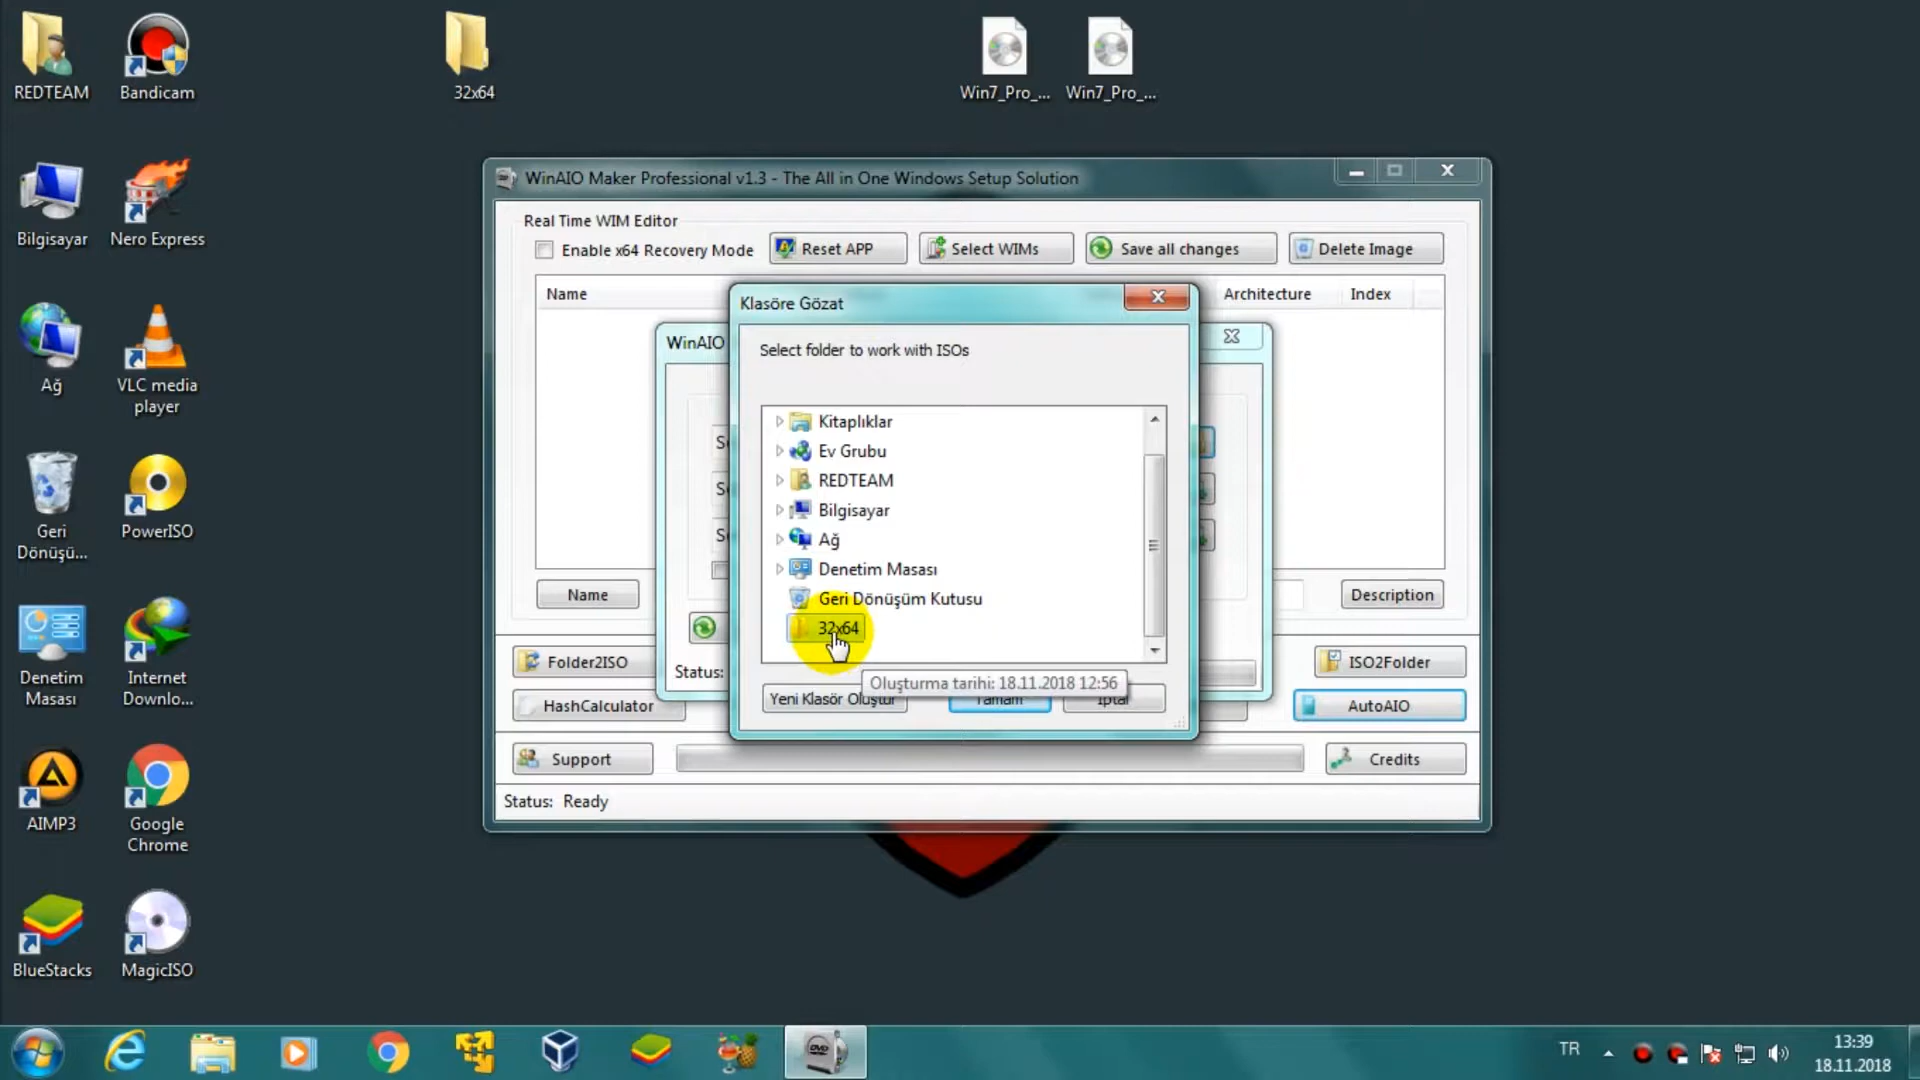 REDTEAM
Bandicam
32x64
Win7_Pro_...
Win7_Pro_...
Bilgisayar
Nero Express
Ağ
VLC media
player
Geri
Dönüşü...
PowerISO
Denetim
Masası
Internet
Downlo...
AIMP3
Google
Chrome
BlueStacks
MagicISO
WinAIO Maker Professional v1.3 - The All in One Windows Setup Solution
Real Time WIM Editor
Enable x64 Recovery Mode
Reset APP
Select WIMs
Save all changes
Delete Image
Name
Architecture
Index
WinAIO
Klasöre Gözat
Select folder to work with ISOs
Kitaplıklar
Ev Grubu
REDTEAM
Bilgisayar
Ağ
Denetim Masası
Geri Dönüşüm Kutusu
32x64
Oluşturma tarihi: 18.11.2018 12:56
Yeni Klasör Oluştur
Tamam
İptal
Status:
Name
Description
Folder2ISO
ISO2Folder
HashCalculator
AutoAIO
Support
Credits
Status: Ready
TR
13:39
18.11.2018